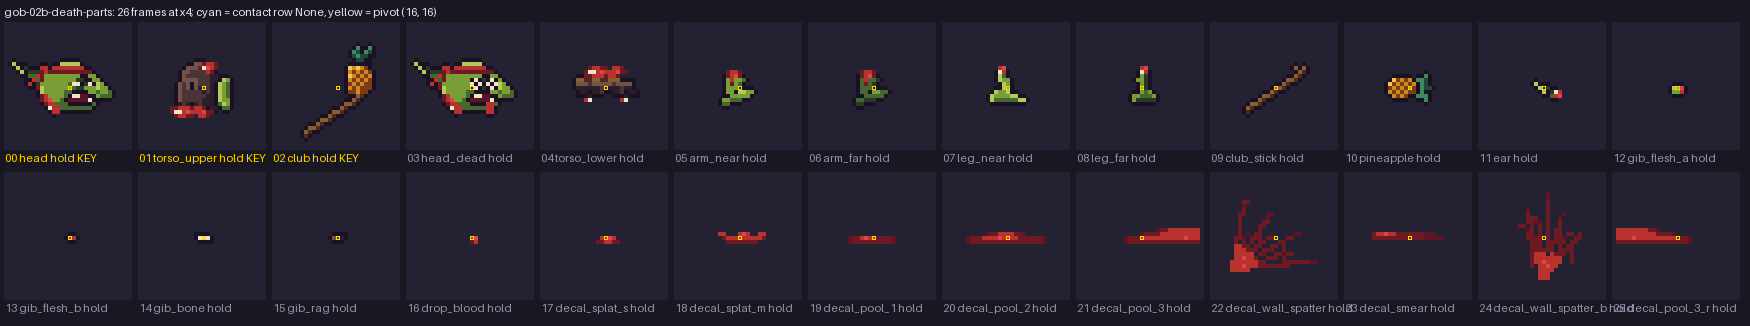 gob-02b-death-parts: 26 frames at x4; cyan = contact row None, yellow = pivot (16, 16)
00 head hold KEY 01 torso_upper hold KEY 02 club hold KEY 03 head_dead hold 04 torso_lower hold 05 arm_near hold 06 arm_far hold 07 leg_near hold 08 leg_far hold 09 club_stick hold 10 pineapple hold 11 ear hold 12 gib_flesh_a hold
13 gib_flesh_b hold 14 gib_bone hold 15 gib_rag hold 16 drop_blood hold 17 decal_splat_s hold 18 decal_splat_m hold 19 decal_pool_1 hold 20 decal_pool_2 hold 21 decal_pool_3 hold 22 decal_wall_spatter hold 23 decal_smear hold 24 decal_wall_spatter_b hold 25 decal_pool_3_r hold